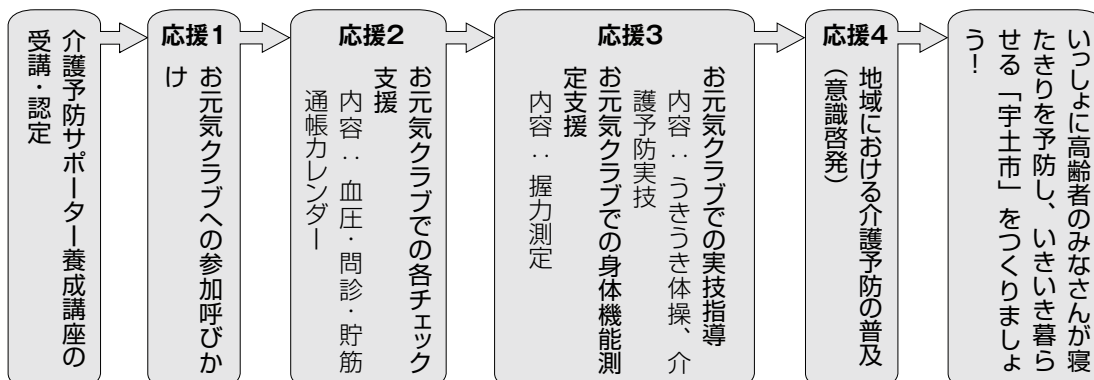 介護予防サポーター養成講座の
受講・認定
応援1
お元気クラブへの参加呼びか
け
応援2
お元気クラブでの各チェック
支援
内容：血圧・問診・貯筋
通帳カレンダー
応援3
お元気クラブでの実技指導
内容：うきうき体操、介
護予防実技
お元気クラブでの身体機能測
定支援
内容：握力測定
応援4
地域における介護予防の普及
（意識啓発）
いっしょに高齢者のみなさんが寝
たきりを予防し、いきいき暮ら
せる「宇土市」をつくりましょ
う！